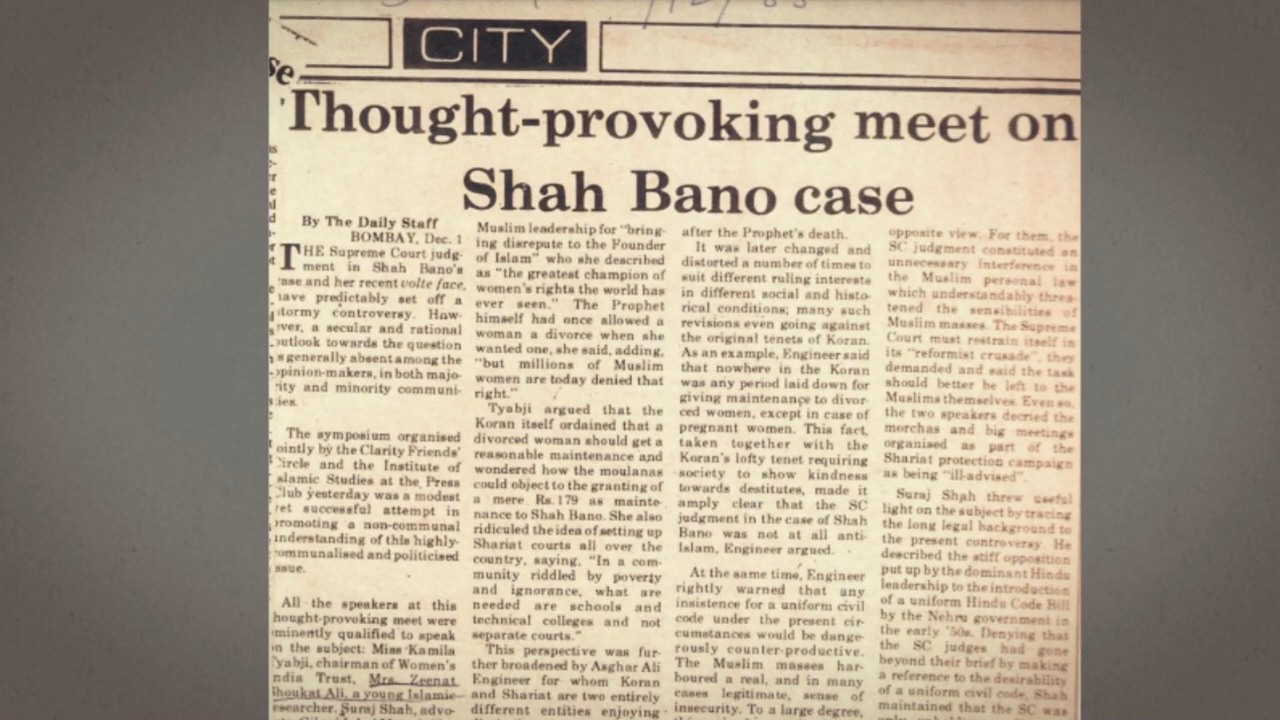 CITY
Thought-provoking meet on
Shah Bano case
By The Daily Staff
BOMBAY, Dec. 1
THE Supreme Court judg-
ment in Shah Bano's
ase and her recent volte face,
ave predictably set off a
tormy controversy. How-
ver, a secular and rational
utlook towards the question
s generally absent among the
pinion-makers, in both majo-
rity and minority communi-
ies.
The symposium organised
ointly by the Clarity Friends'
Circle and the Institute of
slamic Studies at the Press
Club yesterday was a modest
yet successful attempt in
promoting a non-communal
understanding of this highly-
communalised and politicised
ssue.
All the speakers at this
hought-provoking meet were
minently qualified to speak
n the subject: Miss Kamila
Tyabji, chairman of Women's
ndia Trust, Mrs. Zeenat
Shoukat Ali, a young Islamic
esearcher, Suraj Shah, advo-
Muslim leadership for "bring-
ing disrepute to the Founder
of Islam" who she described
as "the greatest champion of
women's rights the world has
ever seen." The Prophet
himself had once allowed a
woman a divorce when she
wanted one, she said, adding,
"but millions of Muslim
women are today denied that
right."
Tyabji argued that the
Koran itself ordained that a
divorced woman should get a
reasonable maintenance and
wondered how the moulanas
could object to the granting of
a mere Rs. 179 as mainte-
nance to Shah Bano. She also
ridiculed the idea of setting up
Shariat courts all over the
country, saying, "In a com-
munity riddled by poverty
and ignorance, what are
needed are schools and
technical colleges and not
separate courts."
This perspective was fur-
ther broadened by Asghar Ali
Engineer for whom Koran
and Shariat are two entirely
different entities enjoying
after the Prophet's death.
It was later changed and
distorted a number of times to
suit different ruling interests
in different social and histo-
rical conditions; many such
revisions even going against
the original tenets of Koran.
As an example, Engineer said
that nowhere in the Koran
was any period laid down for
giving maintenance to divor-
ced women, except in case of
pregnant women. This fact,
taken together with the
Koran's lofty tenet requiring
society to show kindness
towards destitutes, made it
amply clear that the SC
judgment in the case of Shah
Bano was not at all anti-
Islam, Engineer argued.
At the same time, Engineer
rightly warned that any
insistence for a uniform civil
code under the present cir-
cumstances would be dange-
rously counter-productive.
The Muslim masses har-
boured a real, and in many
cases legitimate, sense of
insecurity. To a large degree,
opposite view. For them, the
SC judgment constituted an
unnecessary interference in
the Muslim personal law
which understandably threa-
tened the sensibilities of
Muslim masses. The Supreme
Court must restrain itself in
its "reformist crusade", they
demanded and said the task
should better be left to the
Muslims themselves. Even so,
the two speakers decried the
morchas and big meetings
organised as part of the
Shariat protection campaign
as being "ill-advised".
Suraj Shah threw useful
light on the subject by tracing
the long legal background to
the present controversy. He
described the stiff opposition
put up by the dominant Hindu
leadership to the introduction
of a uniform Hindu Code Bill
by the Nehru government in
the early '50s. Denying that
the SC judges had gone
beyond their brief by making
a reference to the desirability
of a uniform civil code, Shah
maintained that the SC was